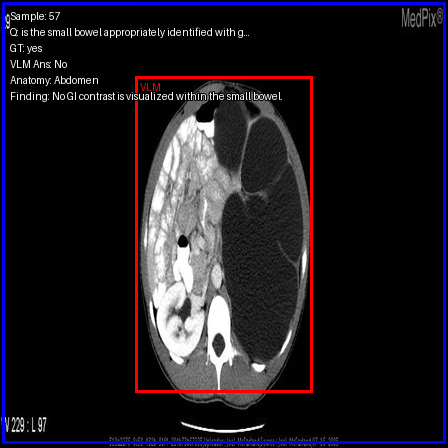 Sample: 57
Q: is the small bowel appropriately identified with g...
GT: yes
VLM Ans: No
Anatomy: Abdomen
Finding: No GI contrast is visualized within the small bowel.
VLM
MedPix®
W 229 : L 97